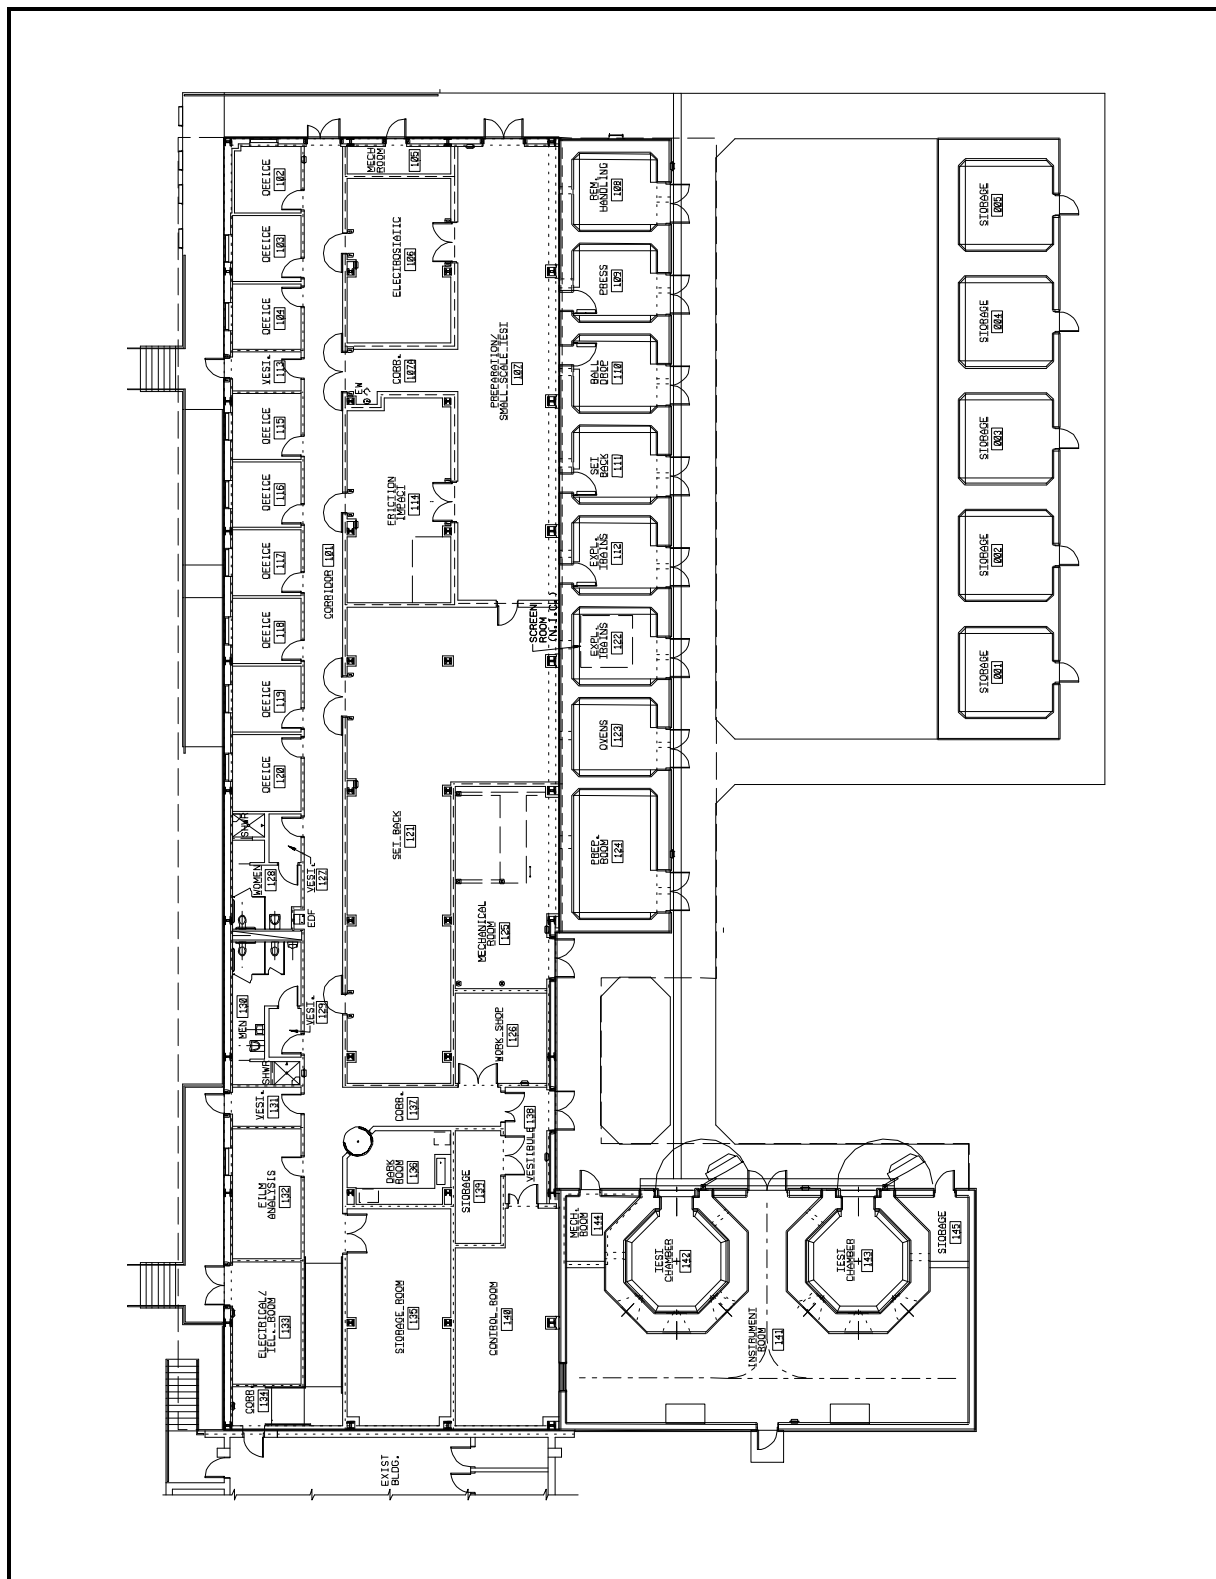 OFFICE
102
OFFICE
103
OFFICE
104
VEST.
113
OFFICE
115
OFFICE
116
OFFICE
117
OFFICE
118
OFFICE
119
OFFICE
120
SHWR
WOMEN
128
VEST.
127
EDF
MEN
130
VEST.
129
SHWR
VEST.
131
FILM
ANALYSIS
132
ELECTRICAL/
TEL. ROOM
133
CORR.
134
CORRIDOR 101
MECH
ROOM
105
ELECTROSTATIC
106
CORR.
107A
EW
FRICTION
IMPACT
114
SET BACK
121
CORR.
137
DARK
ROOM
136
STORAGE ROOM
135
EXIST
BLDG.
PREPARATION/
SMALL SCALE TEST
107
SCREEN
ROOM
(N.I.C.)
MECHANICAL
ROOM
125
WORK SHOP
126
VESTIBULE 138
STORAGE
139
CONTROL ROOM
140
REM.
HANDLING
108
PRESS
109
BALL
DROP
110
SET
BACK
111
EXPL.
TRAINS
112
EXPL.
TRAINS
122
OVENS
123
PREP.
ROOM
124
MECH.
ROOM
144
TEST
CHAMBER
142
TEST
CHAMBER
143
STORAGE
145
INSTRUMENT
ROOM
141
STORAGE
005
STORAGE
004
STORAGE
003
STORAGE
002
STORAGE
001